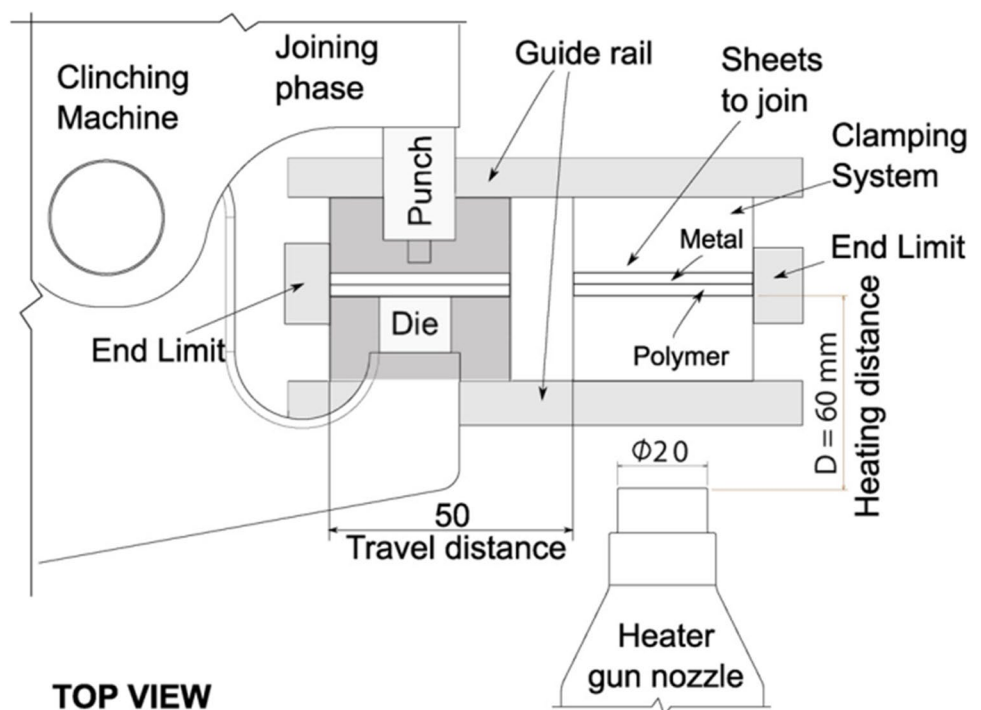 Clinching
Machine
Joining
phase
Guide rail
Sheets
to join
Clamping
System
Punch
Metal
End Limit
Die
End Limit
Polymer
D = 60 mm
Heating distance
Φ20
50
Travel distance
Heater
gun nozzle
TOP VIEW